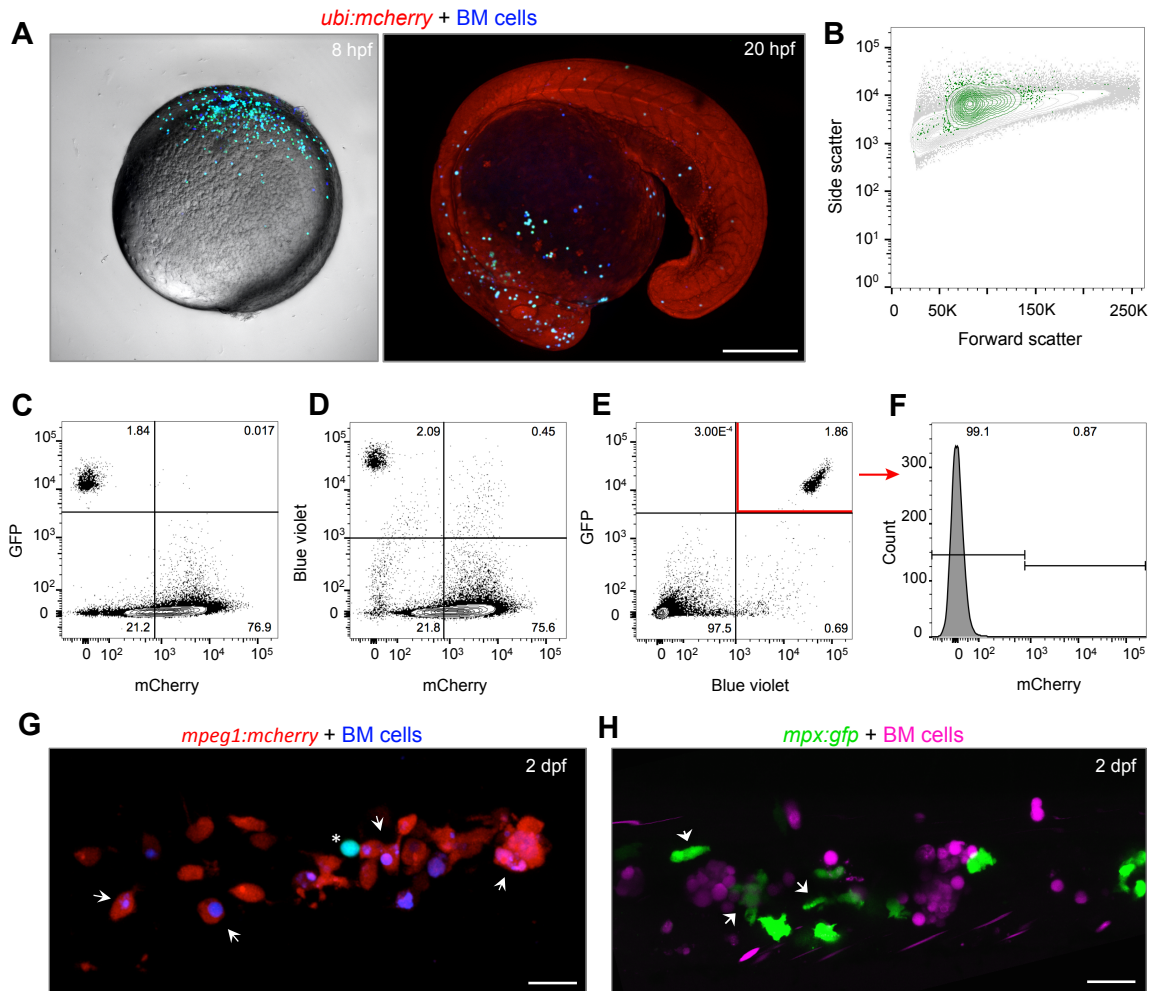 ubi:mcherry + BM cells
A
8 hpf
20 hpf
B
Side scatter
10⁵
10⁴
10³
10²
10¹
10⁰
0 50K 150K 250K
Forward scatter
C
GFP
1.84 0.017
10⁵
10⁴
10³
10²
0
21.2 76.9
0 10² 10³ 10⁴ 10⁵
mCherry
D
Blue violet
2.09 0.45
10⁵
10⁴
10³
10²
0
21.8 75.6
0 10² 10³ 10⁴ 10⁵
mCherry
E
GFP
3.00E⁻⁴ 1.86
10⁵
10⁴
10³
10²
0
97.5 0.69
0 10² 10³ 10⁴ 10⁵
Blue violet
F
Count
99.1 0.87
300
200
100
0
0 10² 10³ 10⁴ 10⁵
mCherry
G
mpeg1:mcherry + BM cells
2 dpf
*
H
mpx:gfp + BM cells
2 dpf